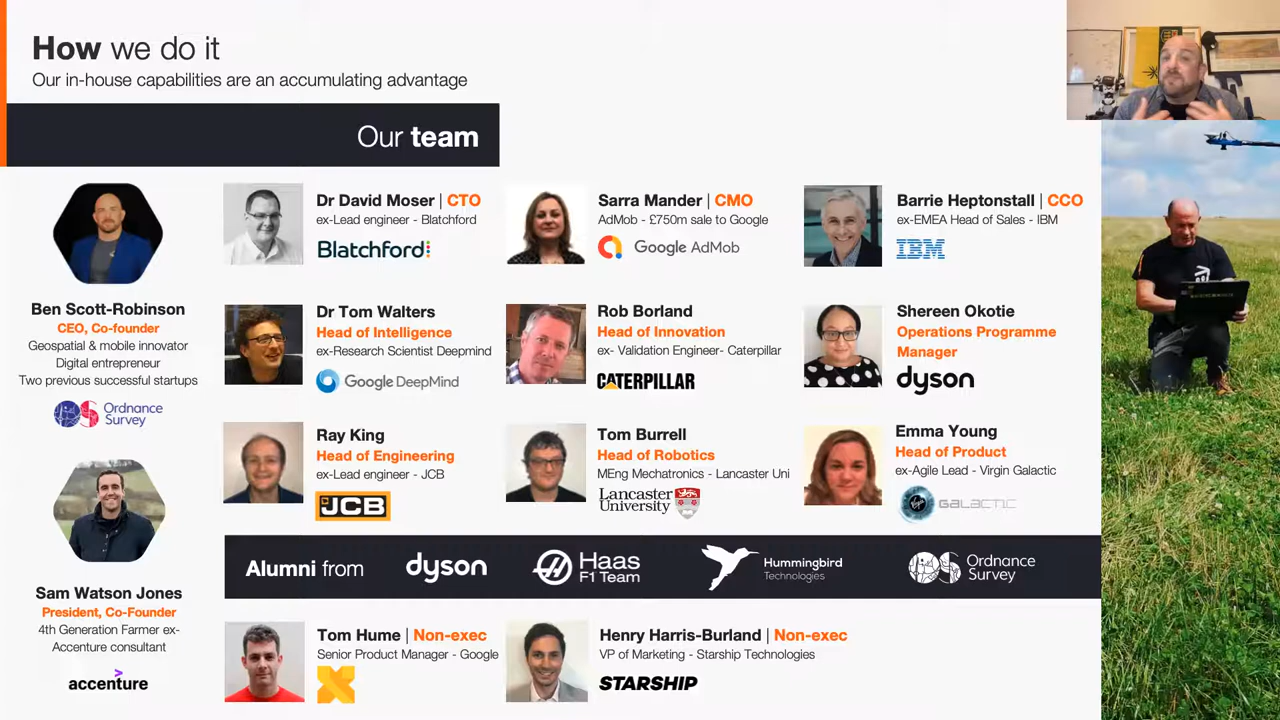 How we do it
Our in-house capabilities are an accumulating advantage
Our team
Ben Scott-Robinson
CEO, Co-founder
Geospatial & mobile innovator
Digital entrepreneur
Two previous successful startups
Ordnance
Survey
Sam Watson Jones
President, Co-Founder
4th Generation Farmer ex-
Accenture consultant
accenture
Dr David Moser | CTO
ex-Lead engineer - Blatchford
Blatchford
Sarra Mander | CMO
AdMob - £750m sale to Google
Google AdMob
Barrie Heptonstall | CCO
ex-EMEA Head of Sales - IBM
IBM
Dr Tom Walters
Head of Intelligence
ex-Research Scientist Deepmind
Google DeepMind
Rob Borland
Head of Innovation
ex- Validation Engineer- Caterpillar
CATERPILLAR
Shereen Okotie
Operations Programme
Manager
dyson
Ray King
Head of Engineering
ex-Lead engineer - JCB
JCB
Tom Burrell
Head of Robotics
MEng Mechatronics - Lancaster Uni
Lancaster
University
Emma Young
Head of Product
ex-Agile Lead - Virgin Galactic
Virgin GALACTIC
Alumni from
dyson
Haas
F1 Team
Hummingbird
Technologies
Ordnance
Survey
Tom Hume | Non-exec
Senior Product Manager - Google
Henry Harris-Burland | Non-exec
VP of Marketing - Starship Technologies
STARSHIP